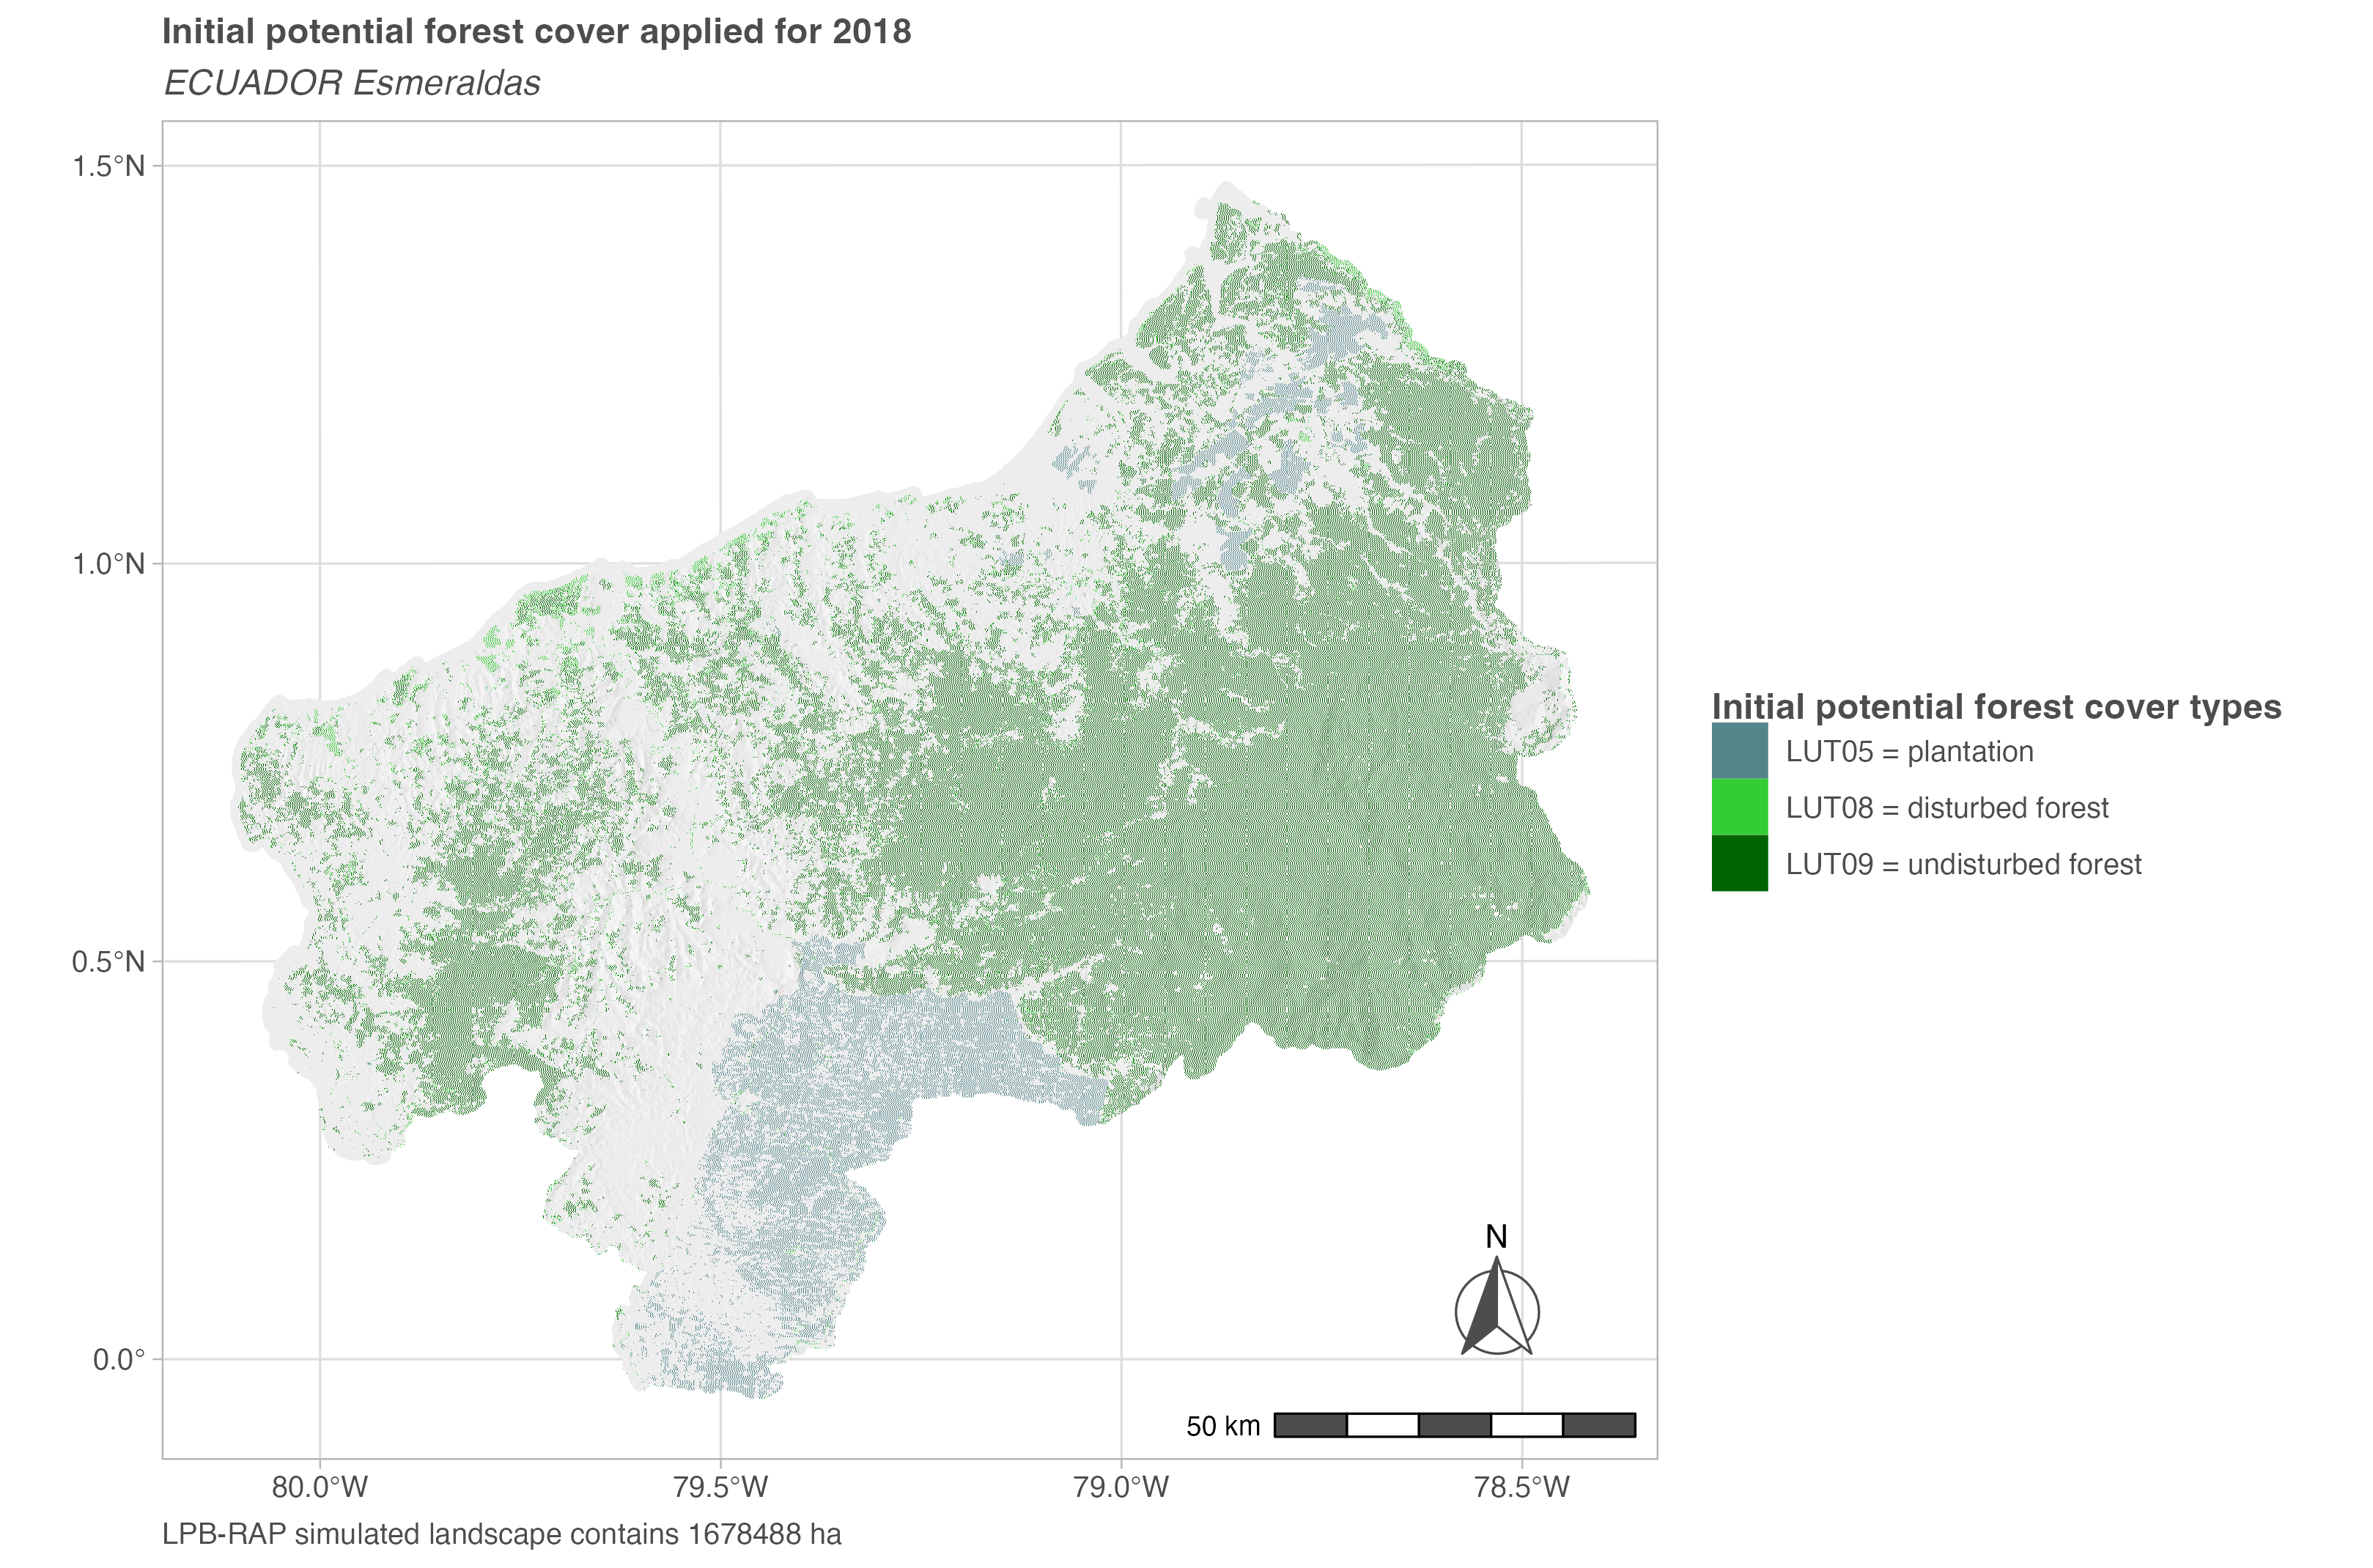 Initial potential forest cover applied for 2018
ECUADOR Esmeraldas
1.5°N
1.0°N
0.5°N
0.0°
80.0°W
79.5°W
79.0°W
78.5°W
N
50 km
Initial potential forest cover types
LUT05 = plantation
LUT08 = disturbed forest
LUT09 = undisturbed forest
LPB-RAP simulated landscape contains 1678488 ha